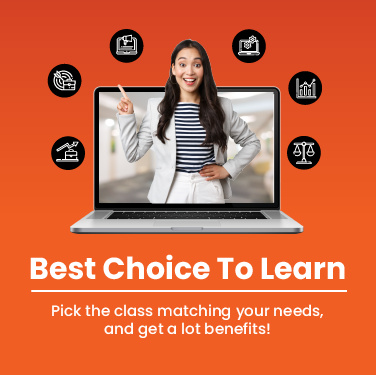 Best Choice To Learn
Pick the class matching your needs,
and get a lot benefits!